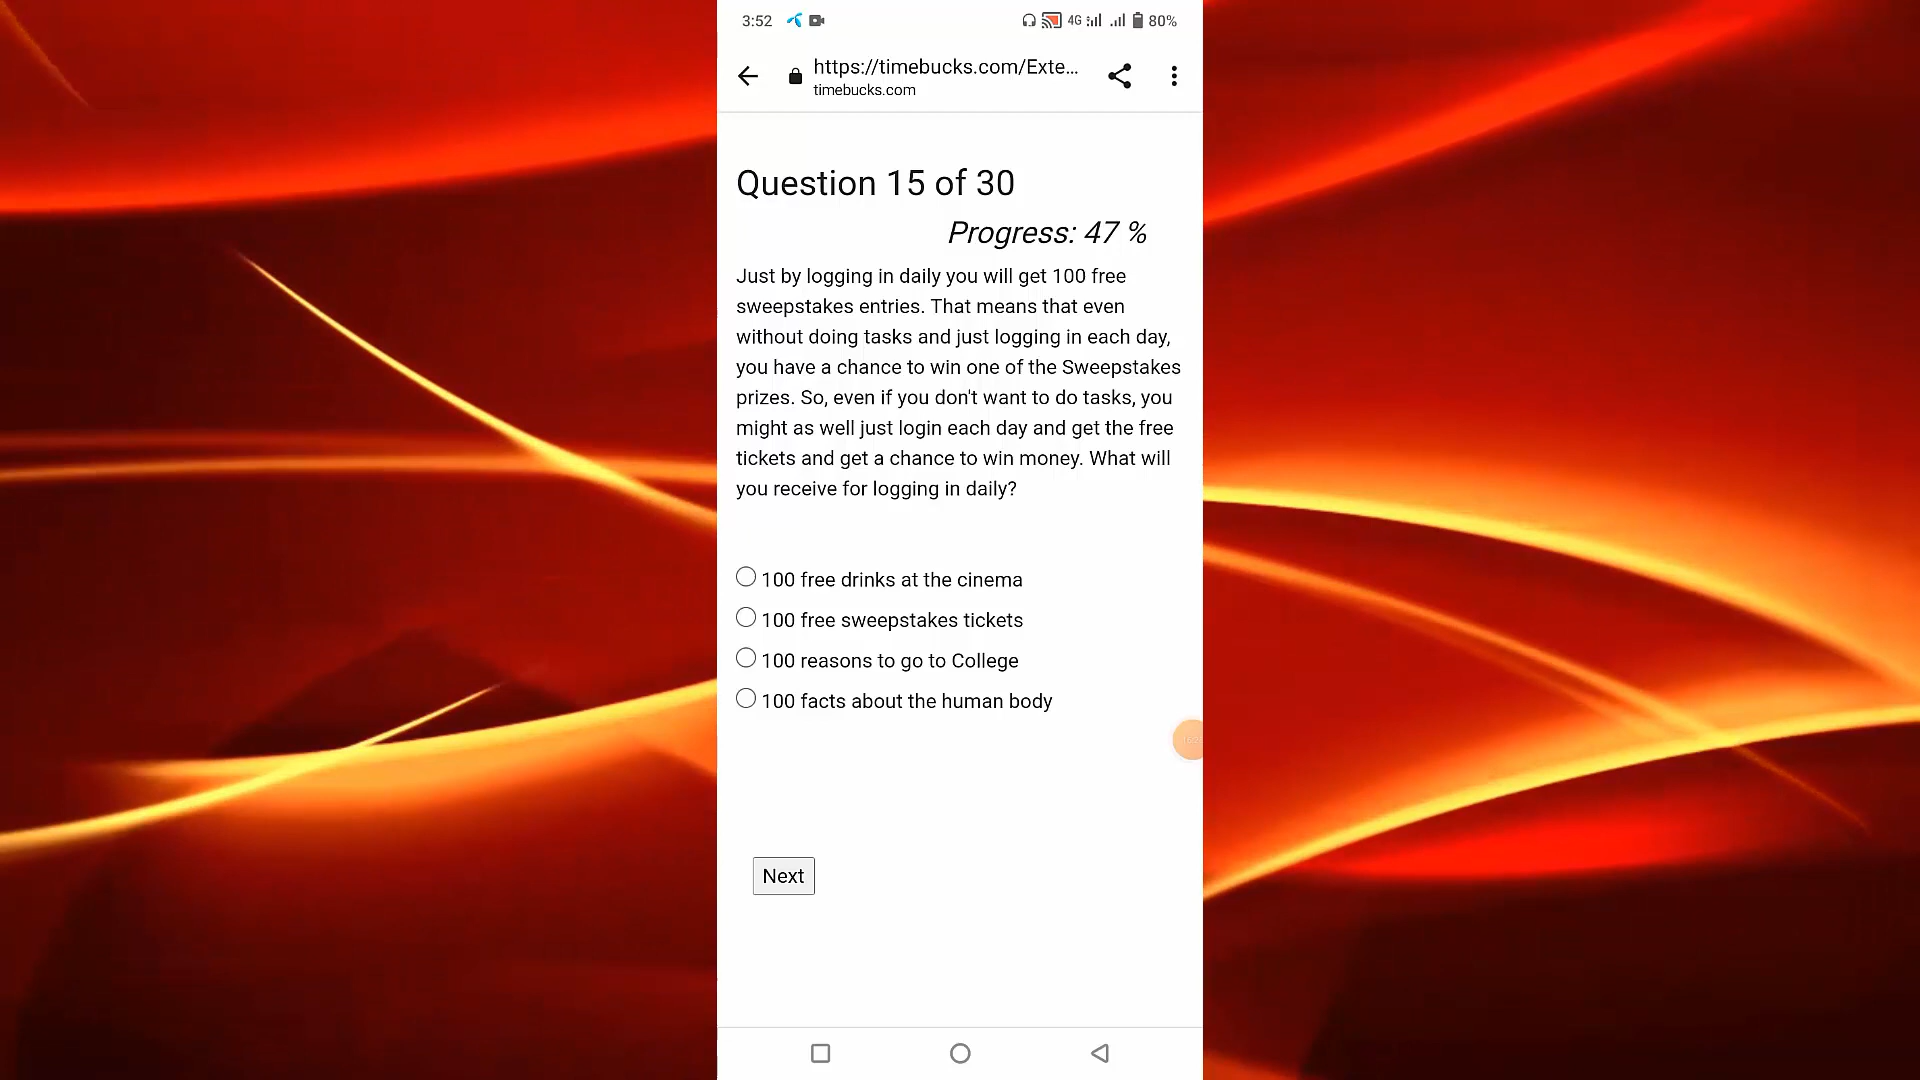 3:52
4G
80%
https://timebucks.com/Exte...
timebucks.com
Question 15 of 30
Progress: 47 %
Just by logging in daily you will get 100 free
sweepstakes entries. That means that even
without doing tasks and just logging in each day,
you have a chance to win one of the Sweepstakes
prizes. So, even if you don't want to do tasks, you
might as well just login each day and get the free
tickets and get a chance to win money. What will
you receive for logging in daily?
100 free drinks at the cinema
100 free sweepstakes tickets
100 reasons to go to College
100 facts about the human body
Next